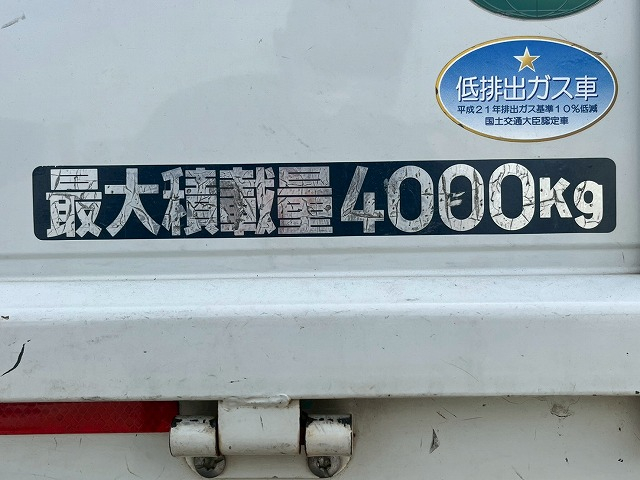 低排出ガス車
平成21年排出ガス基準10%低減
国土交通大臣認定車
最大積載量4000Kg